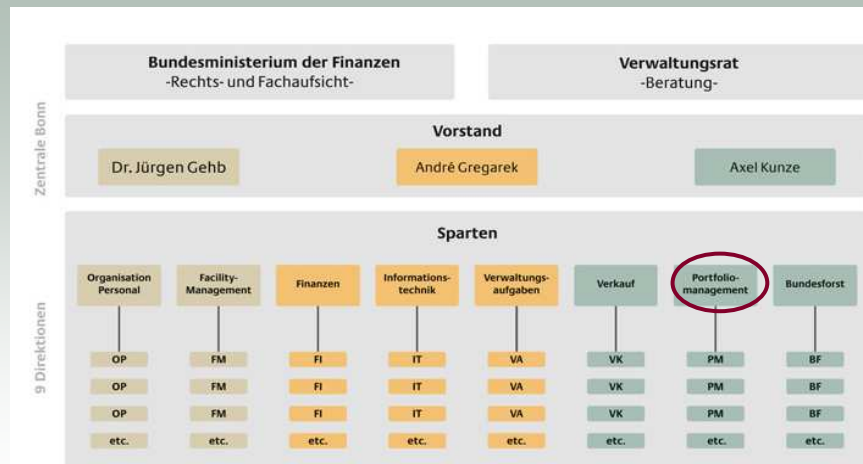 Bundesministerium der Finanzen
-Rechts- und Fachaufsicht-
Verwaltungsrat
-Beratung-
Zentrale Bonn
Vorstand
Dr. Jürgen Gehb
André Gregarek
Axel Kunze
9 Direktionen
Sparten
Organisation
Personal
Facility-
Management
Finanzen
Informations-
technik
Verwaltungs-
aufgaben
Verkauf
Portfolio-
management
Bundesforst
OP FM FI IT VA VK PM BF
OP FM FI IT VA VK PM BF
OP FM FI IT VA VK PM BF
etc. etc. etc. etc. etc. etc. etc. etc.